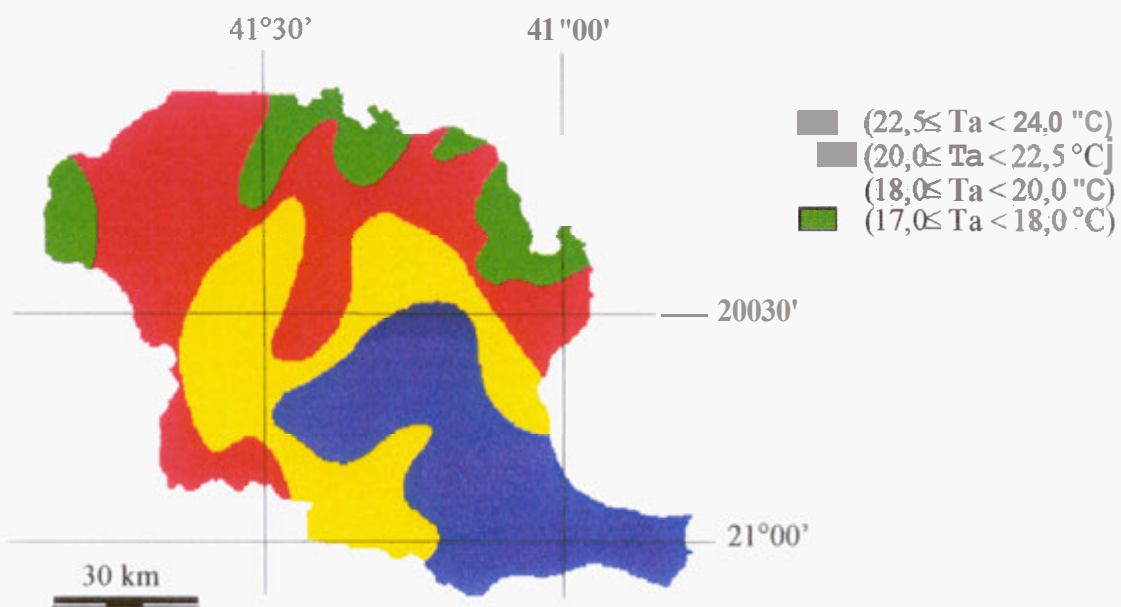 41°30’ 41"00'
(22,5≤ Ta < 24.0 "C)
(20,0≤ Ta < 22,5 °Cj
(18,0≤ Ta < 20,0 "C)
(17,0≤ Ta < 18,0 °C)
20030'
21°00’
30 km